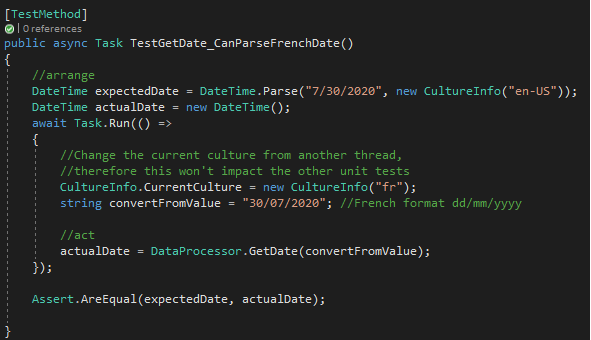 [TestMethod]
| 0 references
public async Task TestGetDate_CanParseFrenchDate()
{
//arrange
DateTime expectedDate = DateTime.Parse("7/30/2020", new CultureInfo("en-US"));
DateTime actualDate = new DateTime();
await Task.Run(() =>
{
//Change the current culture from another thread,
//therefore this won't impact the other unit tests
CultureInfo.CurrentCulture = new CultureInfo("fr");
string convertFromValue = "30/07/2020"; //French format dd/mm/yyyy
//act
actualDate = DataProcessor.GetDate(convertFromValue);
});
Assert.AreEqual(expectedDate, actualDate);
}